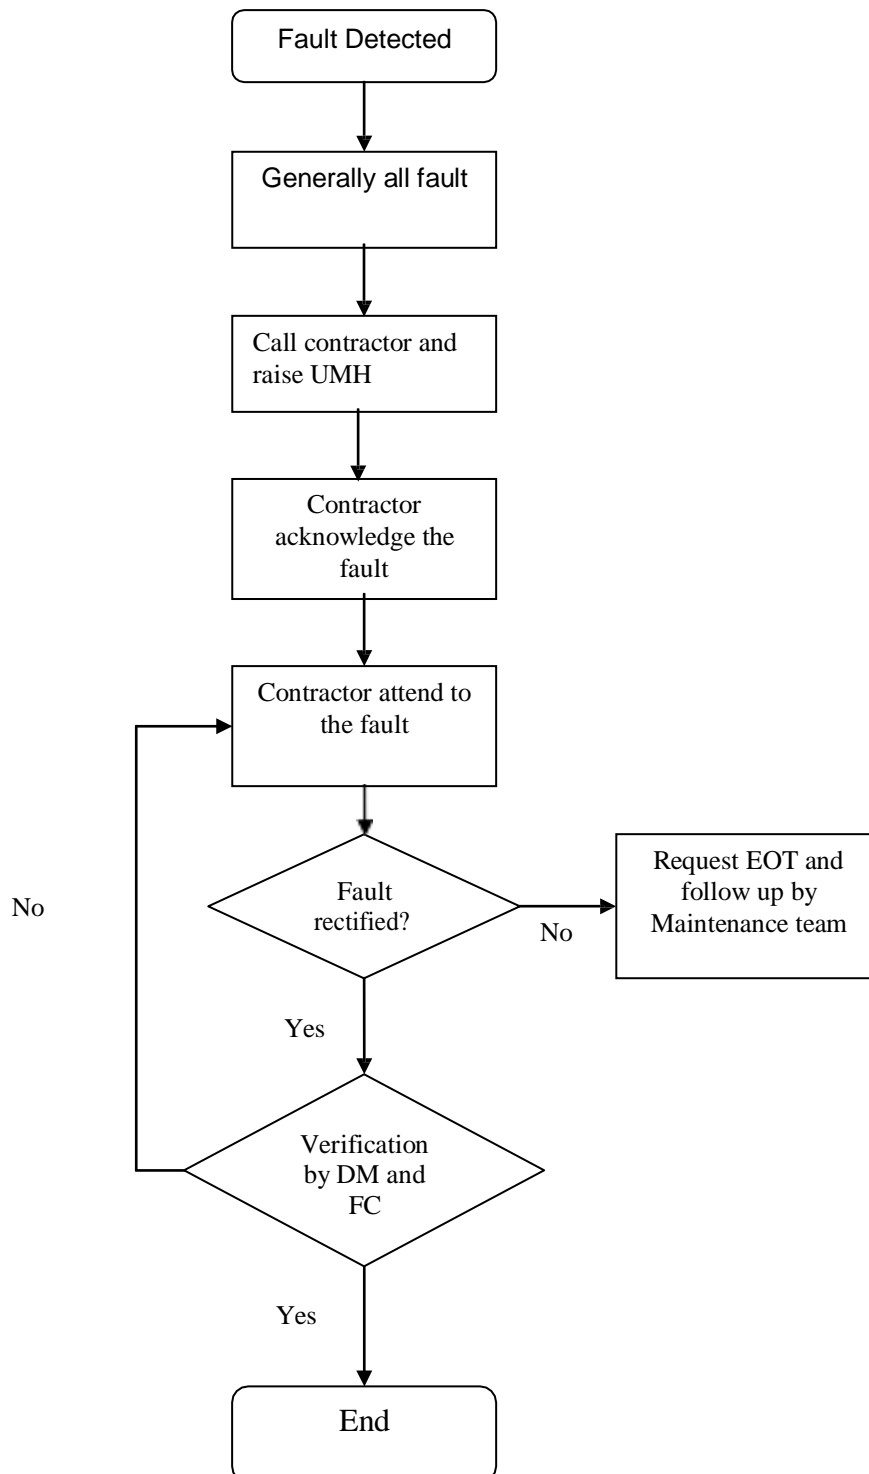 Fault Detected
Generally all fault
Call contractor and
raise UMH
Contractor
acknowledge the
fault
Contractor attend to
the fault
Fault
rectified?
No
Request EOT and
follow up by
Maintenance team
No
Yes
Verification
by DM and
FC
Yes
End